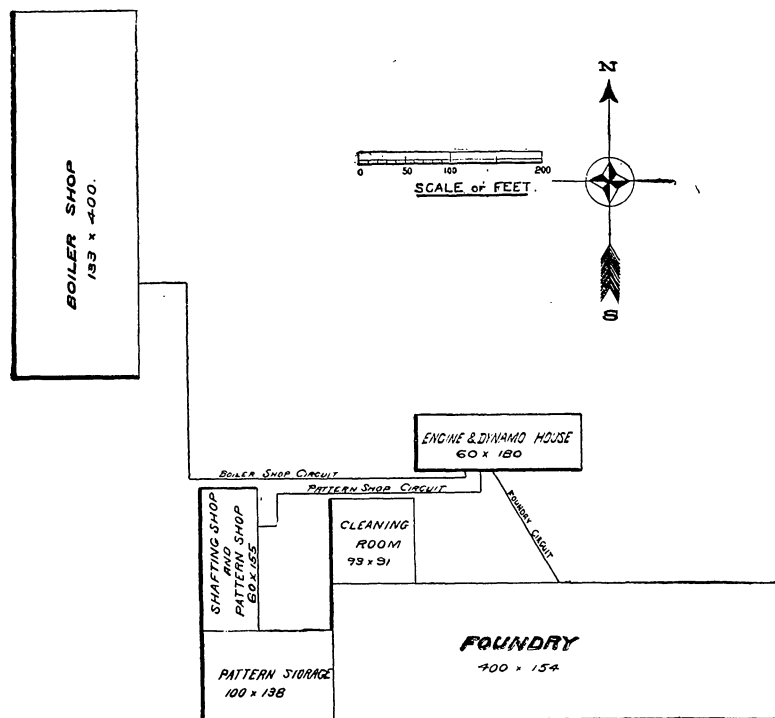 BOILER SHOP
133 x 400.
N
0 50 100 200
SCALE OF FEET.
S
ENGINE & DYNAMO HOUSE
60 x 180
BOILER SHOP CIRCUIT
PATTERN SHOP CIRCUIT
FOUNDRY CIRCUIT
SHAFTING SHOP
AND
PATTERN SHOP
60 x 155
CLEANING
ROOM
93 x 91
FOUNDRY
400 x 154
PATTERN STORAGE
100 x 138